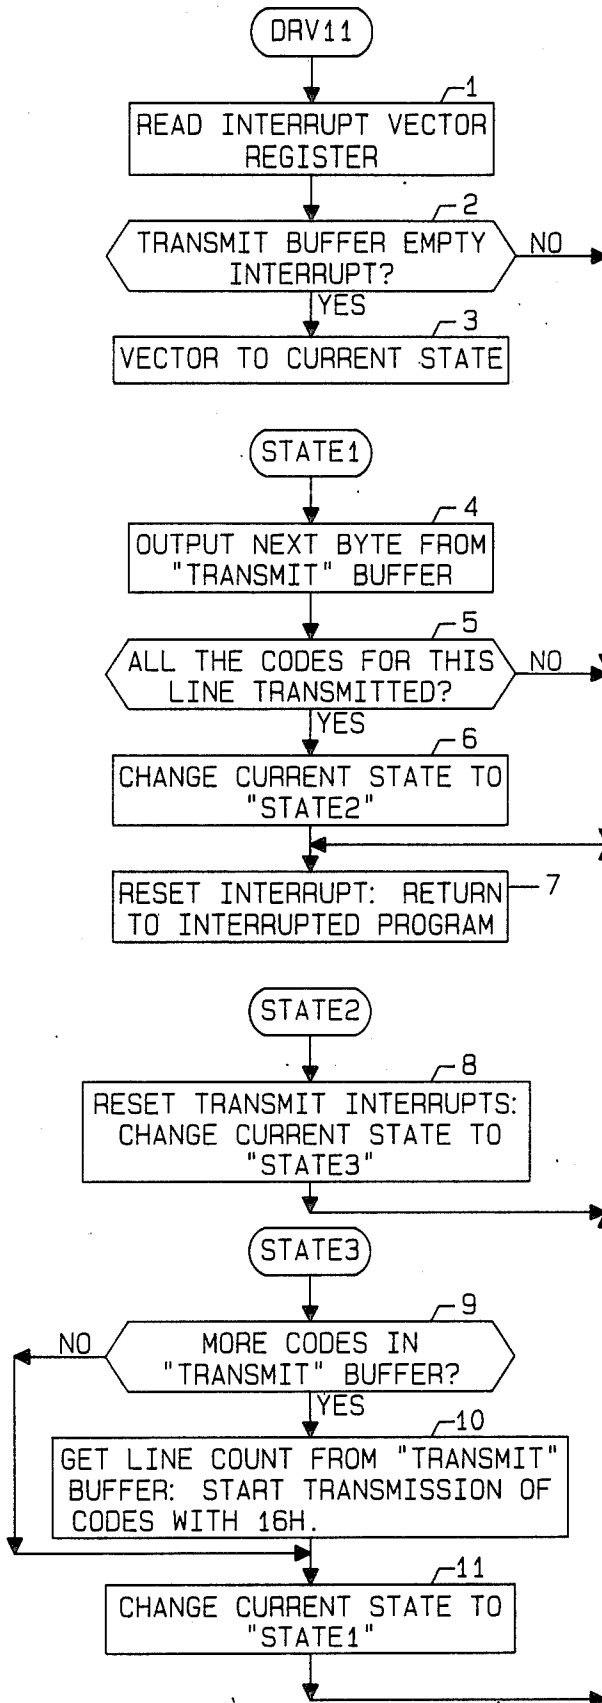 DRV11
1
READ INTERRUPT VECTOR
REGISTER
2
TRANSMIT BUFFER EMPTY
INTERRUPT?
NO
YES
3
VECTOR TO CURRENT STATE
STATE1
4
OUTPUT NEXT BYTE FROM
"TRANSMIT" BUFFER
5
ALL THE CODES FOR THIS
LINE TRANSMITTED?
NO
YES
6
CHANGE CURRENT STATE TO
"STATE2"
RESET INTERRUPT: RETURN
TO INTERRUPTED PROGRAM
7
STATE2
8
RESET TRANSMIT INTERRUPTS:
CHANGE CURRENT STATE TO
"STATE3"
STATE3
9
NO
MORE CODES IN
"TRANSMIT" BUFFER?
YES
10
GET LINE COUNT FROM "TRANSMIT"
BUFFER: START TRANSMISSION OF
CODES WITH 16H.
11
CHANGE CURRENT STATE TO
"STATE1"